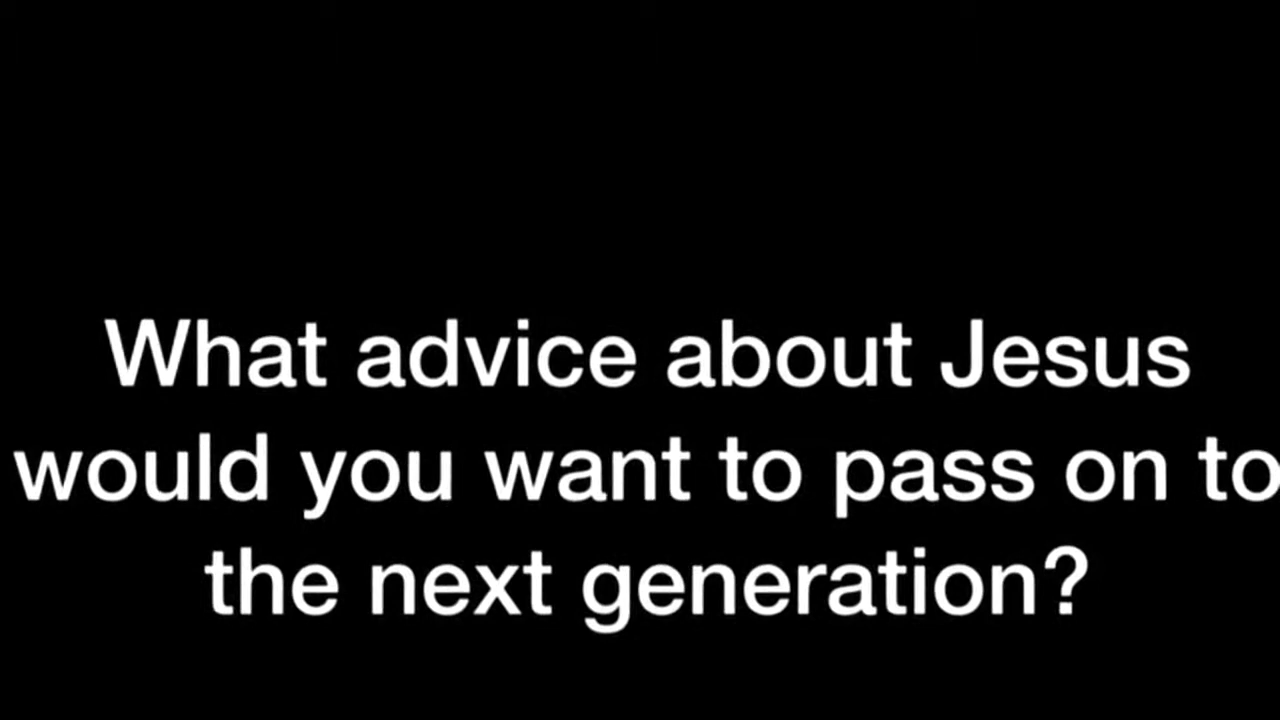 What advice about Jesus
would you want to pass on to
the next generation?